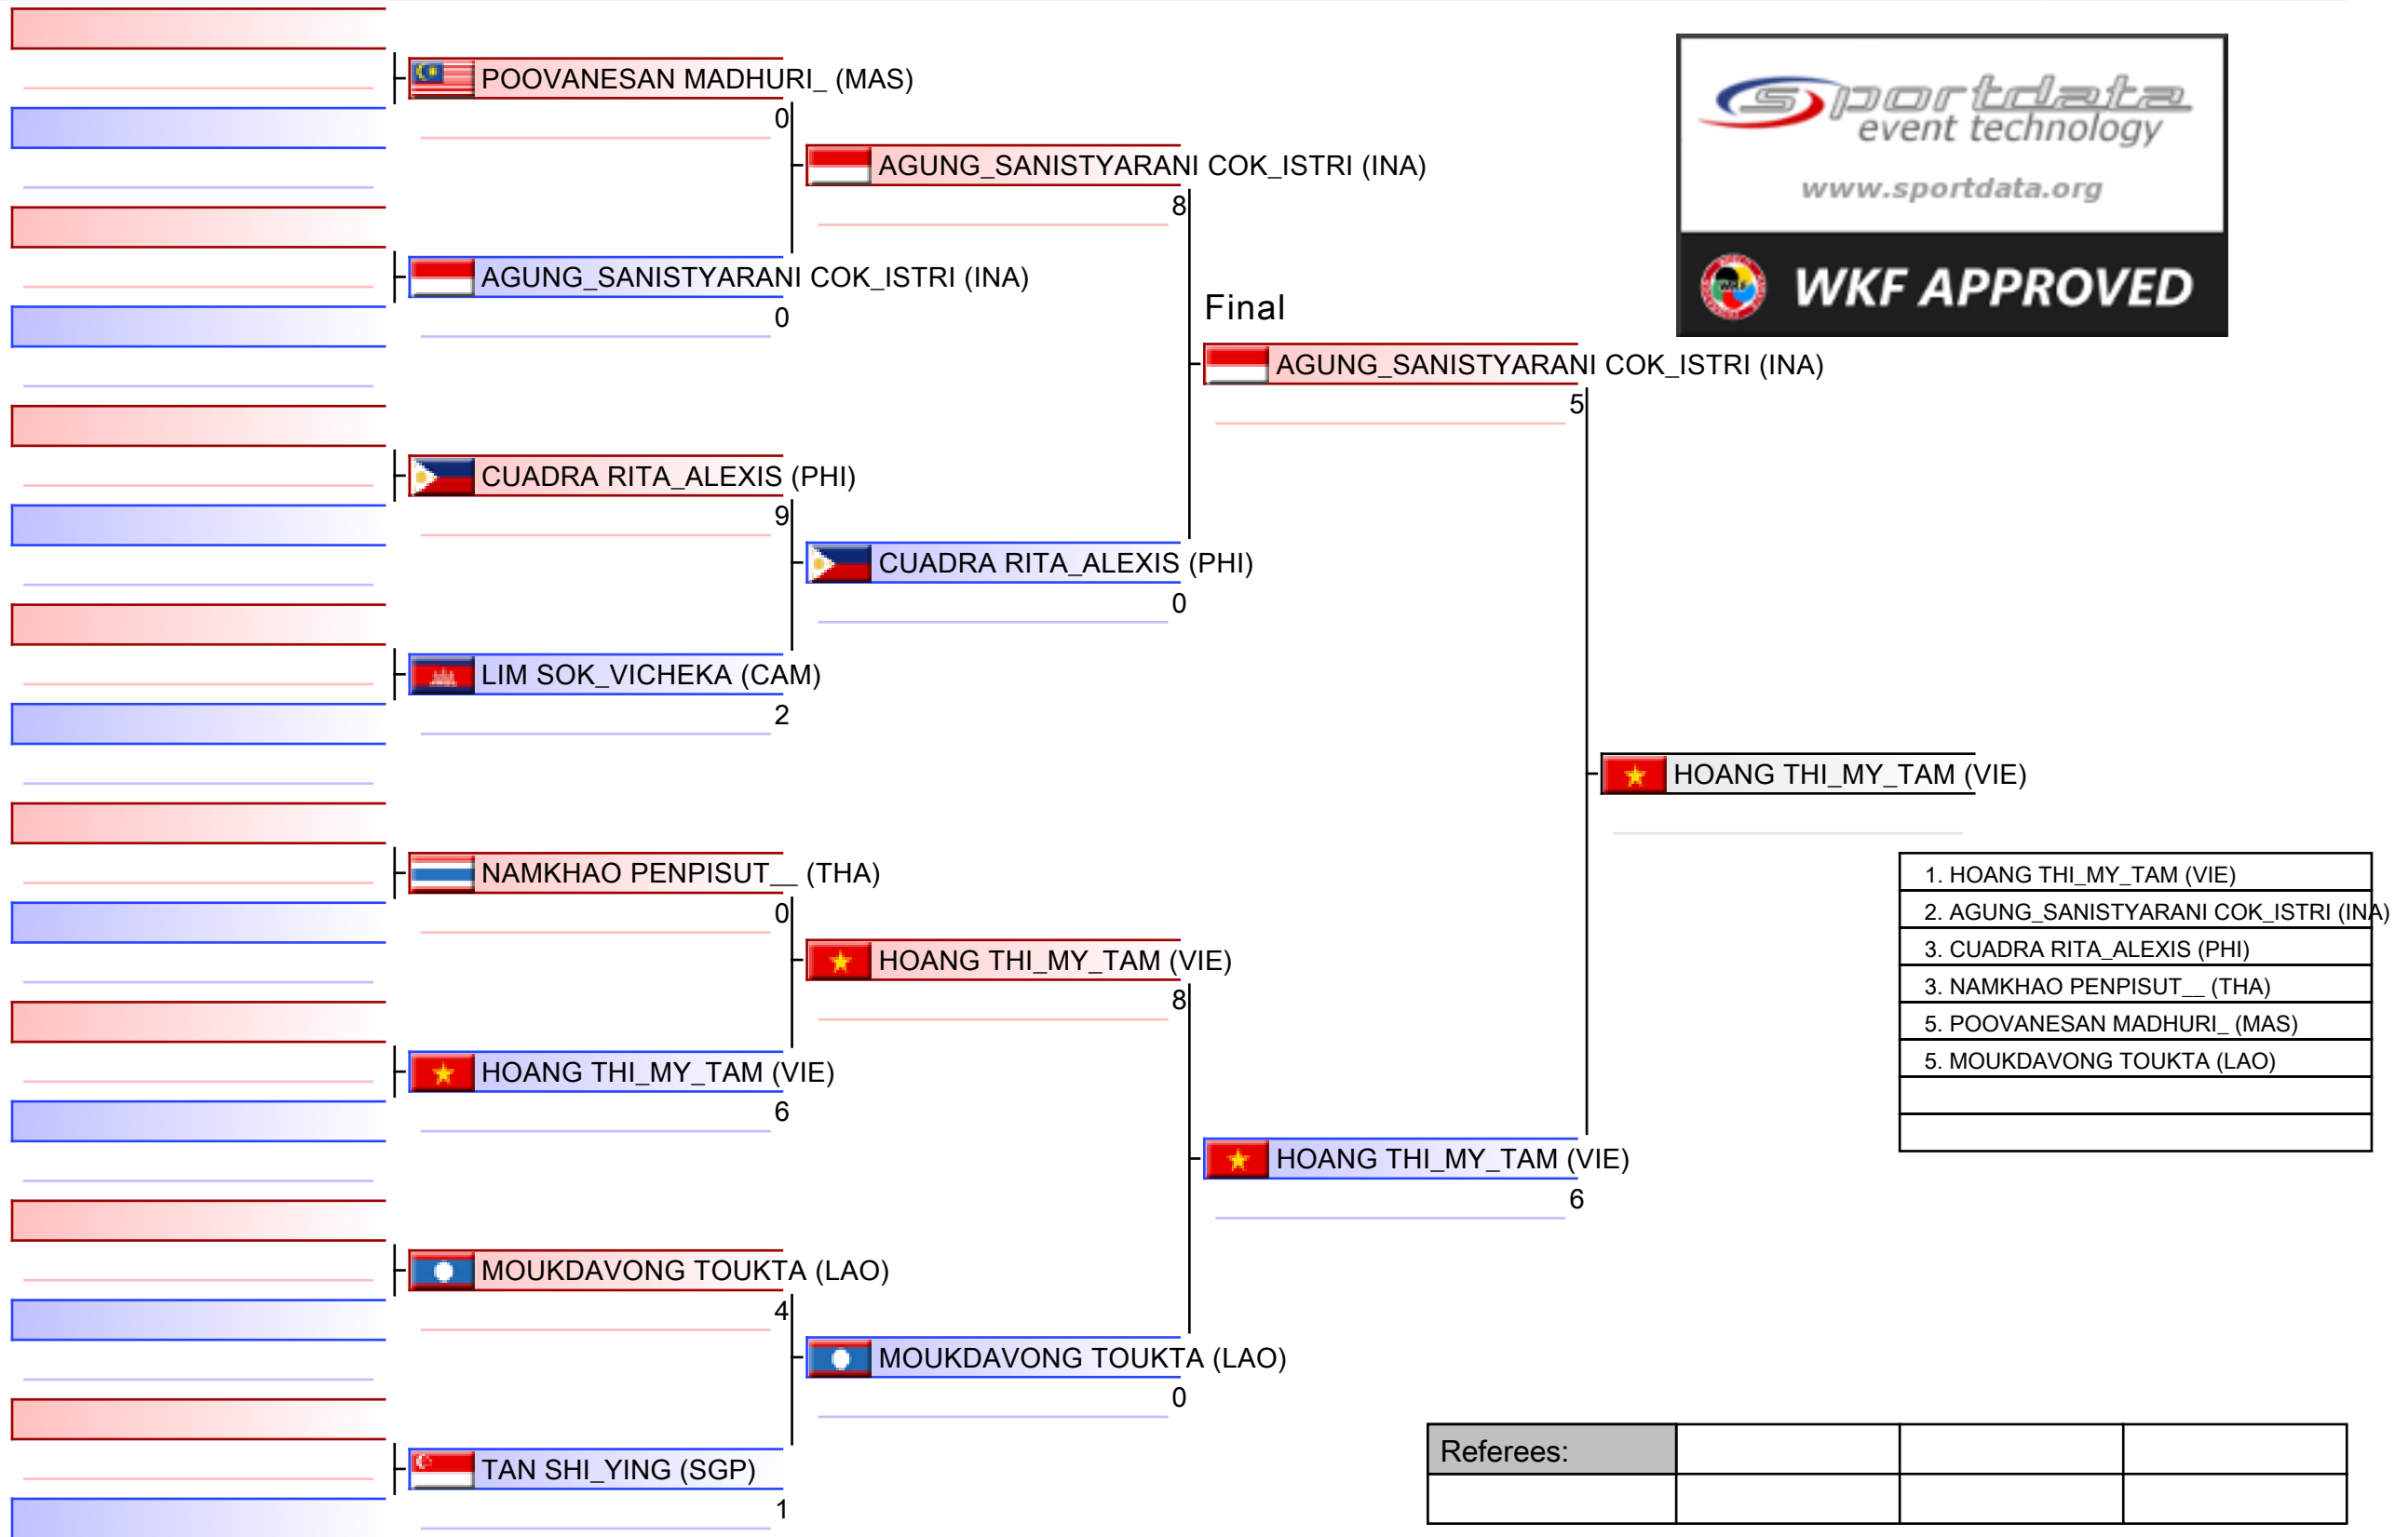 POOVANESAN MADHURI_ (MAS)
0
AGUNG_SANISTYARANI COK_ISTRI (INA)
0
CUADRA RITA_ALEXIS (PHI)
9
LIM SOK_VICHEKA (CAM)
2
NAMKHAO PENPISUT__ (THA)
0
HOANG THI_MY_TAM (VIE)
6
MOUKDAVONG TOUKTA (LAO)
4
TAN SHI_YING (SGP)
1
AGUNG_SANISTYARANI COK_ISTRI (INA)
8
CUADRA RITA_ALEXIS (PHI)
0
HOANG THI_MY_TAM (VIE)
8
MOUKDAVONG TOUKTA (LAO)
0
Final
AGUNG_SANISTYARANI COK_ISTRI (INA)
5
HOANG THI_MY_TAM (VIE)
6
HOANG THI_MY_TAM (VIE)
sportdata
event technology
www.sportdata.org
WKF
WKF APPROVED
1. HOANG THI_MY_TAM (VIE)
2. AGUNG_SANISTYARANI COK_ISTRI (INA)
3. CUADRA RITA_ALEXIS (PHI)
3. NAMKHAO PENPISUT__ (THA)
5. POOVANESAN MADHURI_ (MAS)
5. MOUKDAVONG TOUKTA (LAO)
Referees: